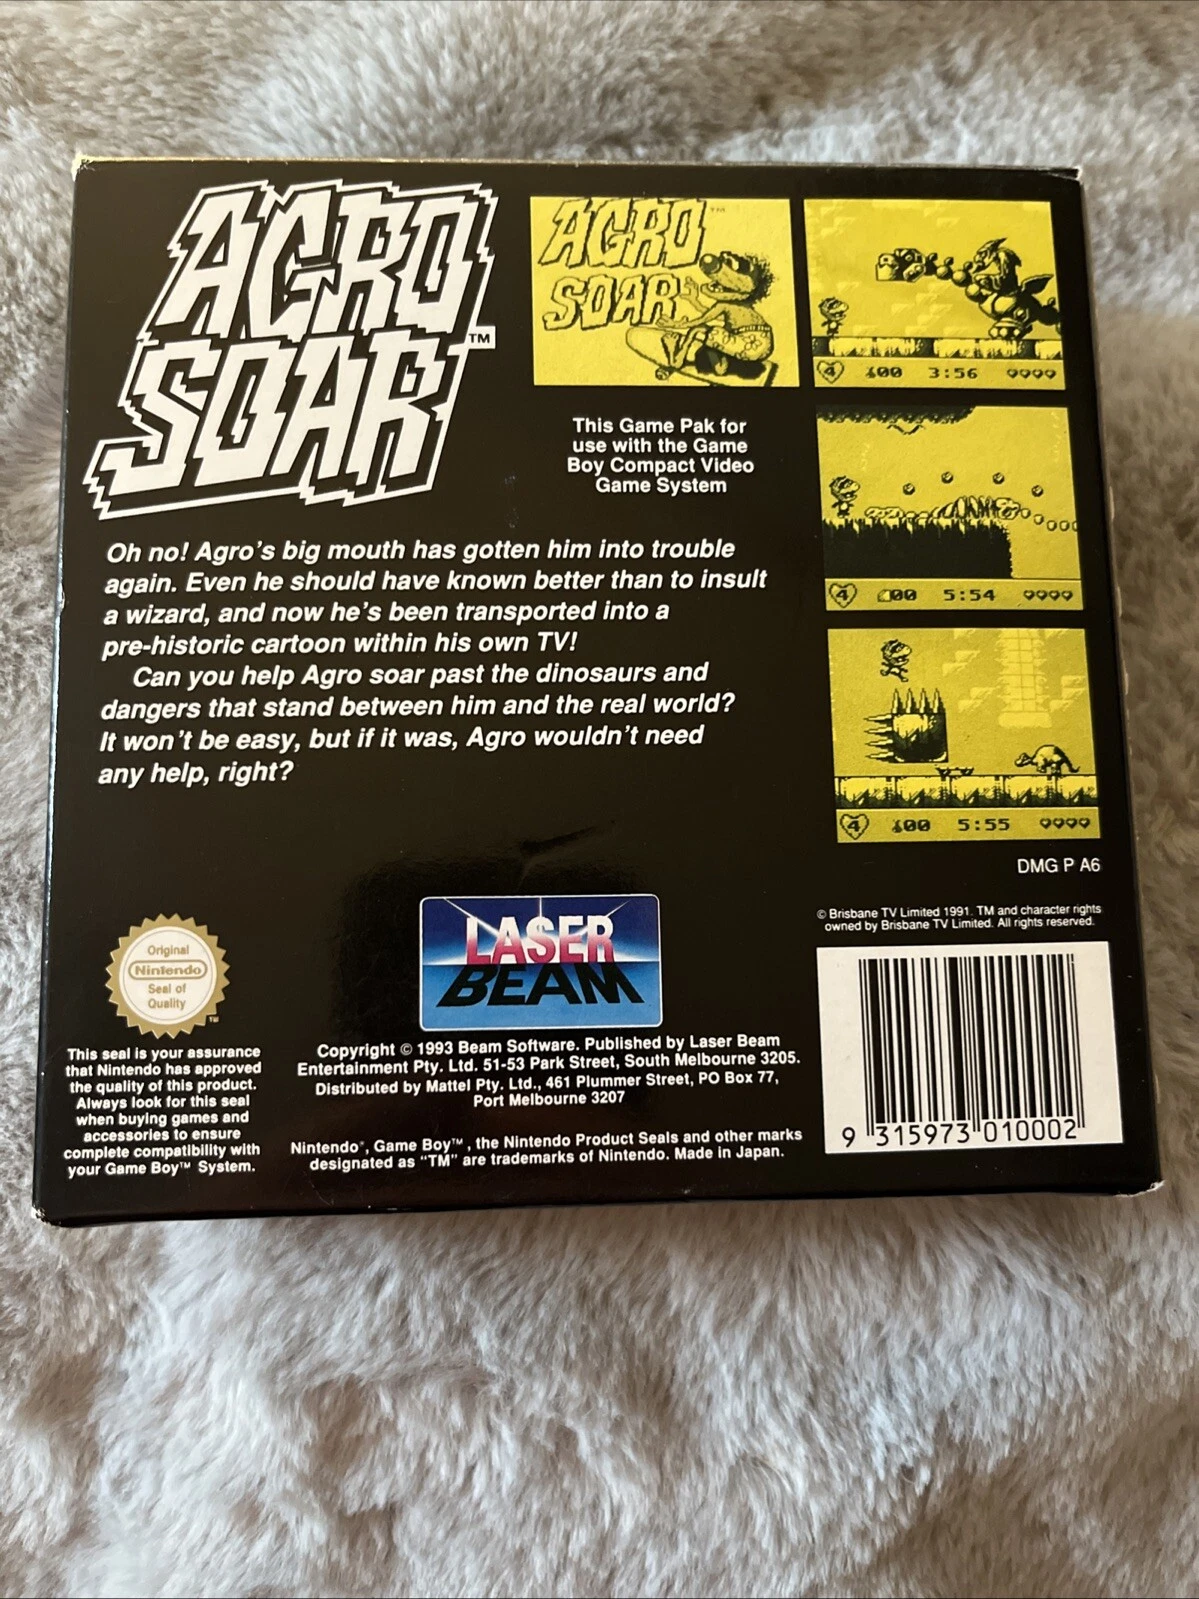 AGRO
SOAR™
AGRO™
SOAR
4 00 3:56
This Game Pak for
use with the Game
Boy Compact Video
Game System
4 00 5:54
Oh no! Agro's big mouth has gotten him into trouble
again. Even he should have known better than to insult
a wizard, and now he's been transported into a
pre-historic cartoon within his own TV!
Can you help Agro soar past the dinosaurs and
dangers that stand between him and the real world?
It won't be easy, but if it was, Agro wouldn't need
any help, right?
4 00 5:55
DMG P A6
© Brisbane TV Limited 1991. TM and character rights
owned by Brisbane TV Limited. All rights reserved.
Original
Nintendo
Seal of
Quality
™
This seal is your assurance
that Nintendo has approved
the quality of this product.
Always look for this seal
when buying games and
accessories to ensure
complete compatibility with
your Game Boy™ System.
LASER
BEAM
Copyright © 1993 Beam Software. Published by Laser Beam
Entertainment Pty. Ltd. 51-53 Park Street, South Melbourne 3205.
Distributed by Mattel Pty. Ltd., 461 Plummer Street, PO Box 77,
Port Melbourne 3207
Nintendo®, Game Boy™, the Nintendo Product Seals and other marks
designated as "TM" are trademarks of Nintendo. Made in Japan.
9 315973 010002